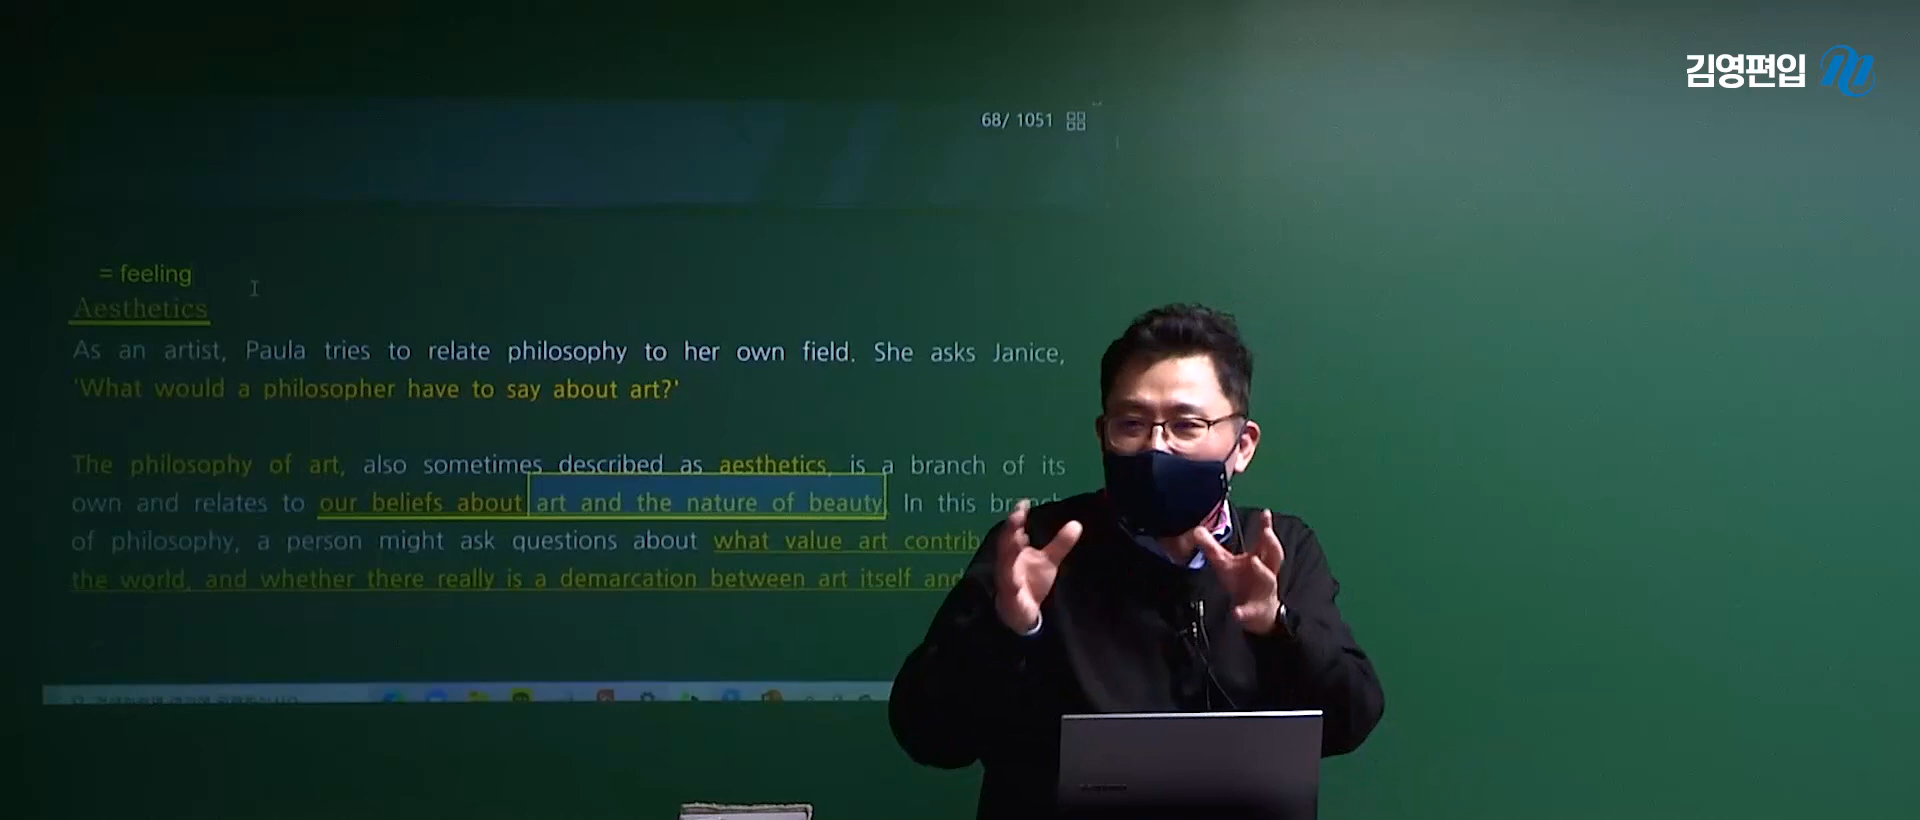 김영편입
68/ 1051
= feeling
Aesthetics
As an artist, Paula tries to relate philosophy to her own field. She asks Janice,
'What would a philosopher have to say about art?'
The philosophy of art, also sometimes described as aesthetics, is a branch of its
own and relates to our beliefs about art and the nature of beauty. In this branch
of philosophy, a person might ask questions about what value art contrib
the world, and whether there really is a demarcation between art itself and